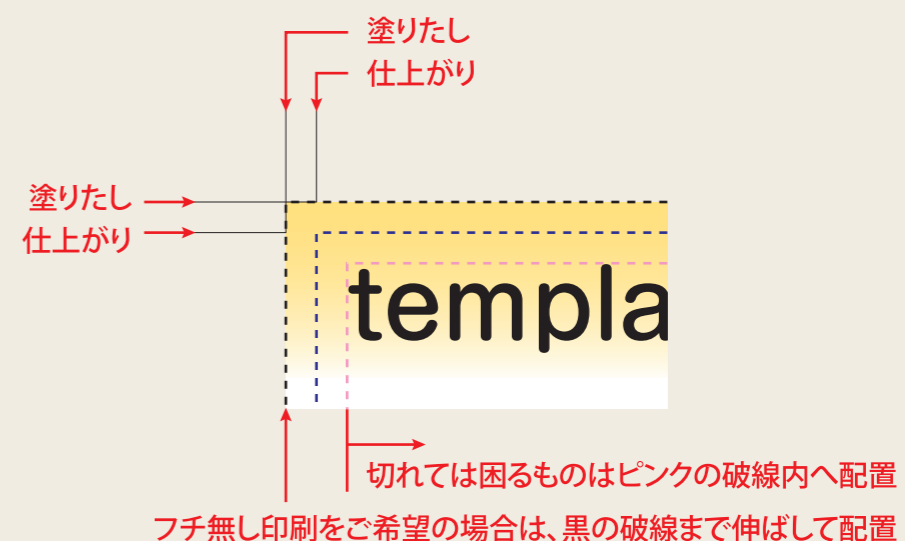 塗りたし
仕上がり
塗りたし
仕上がり
templa
切れては困るものはピンクの破線内へ配置
フチ無し印刷をご希望の場合は、黒の破線まで伸ばして配置